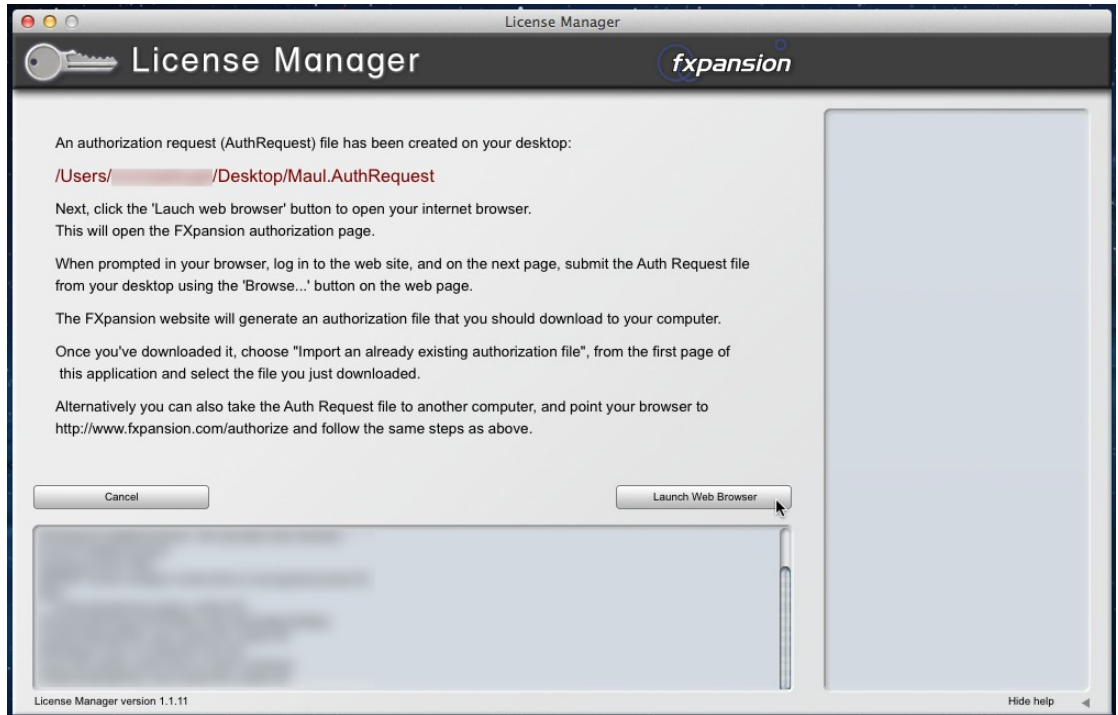 License Manager
License Manager
fxpansion
An authorization request (AuthRequest) file has been created on your desktop:
/Users/ /Desktop/Maul.AuthRequest
Next, click the 'Lauch web browser' button to open your internet browser.
This will open the FXpansion authorization page.
When prompted in your browser, log in to the web site, and on the next page, submit the Auth Request file
from your desktop using the 'Browse...' button on the web page.
The FXpansion website will generate an authorization file that you should download to your computer.
Once you've downloaded it, choose "Import an already existing authorization file", from the first page of
this application and select the file you just downloaded.
Alternatively you can also take the Auth Request file to another computer, and point your browser to
http://www.fxpansion.com/authorize and follow the same steps as above.
Cancel
Launch Web Browser
License Manager version 1.1.11
Hide help